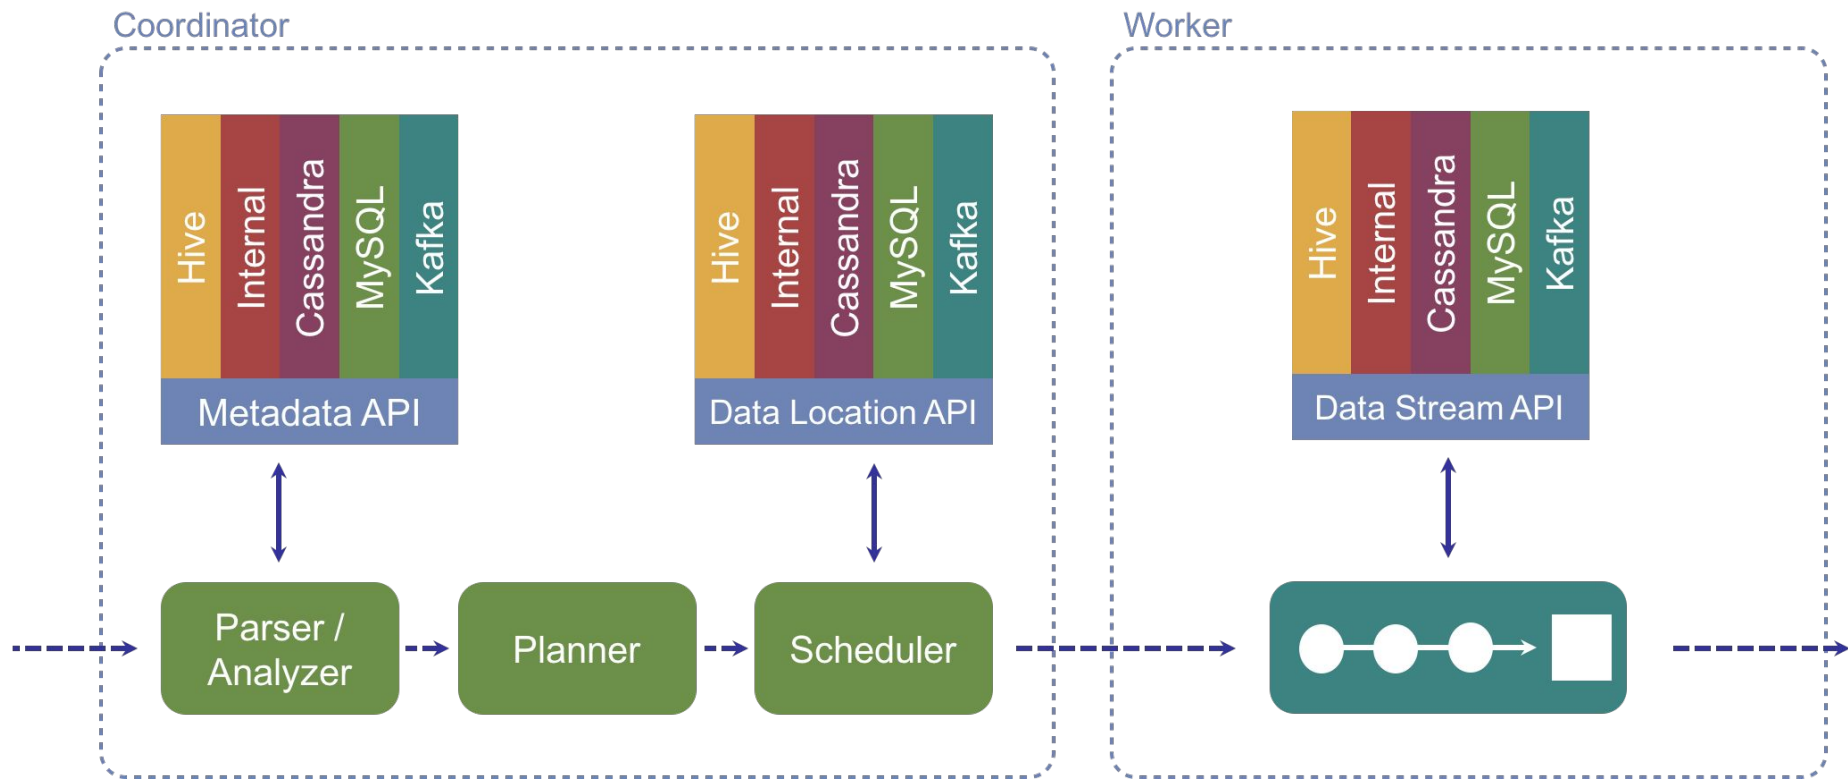 Coordinator
Worker
Hive
Internal
Cassandra
MySQL
Kafka
Metadata API
Hive
Internal
Cassandra
MySQL
Kafka
Data Location API
Hive
Internal
Cassandra
MySQL
Kafka
Data Stream API
Parser /
Analyzer
Planner
Scheduler